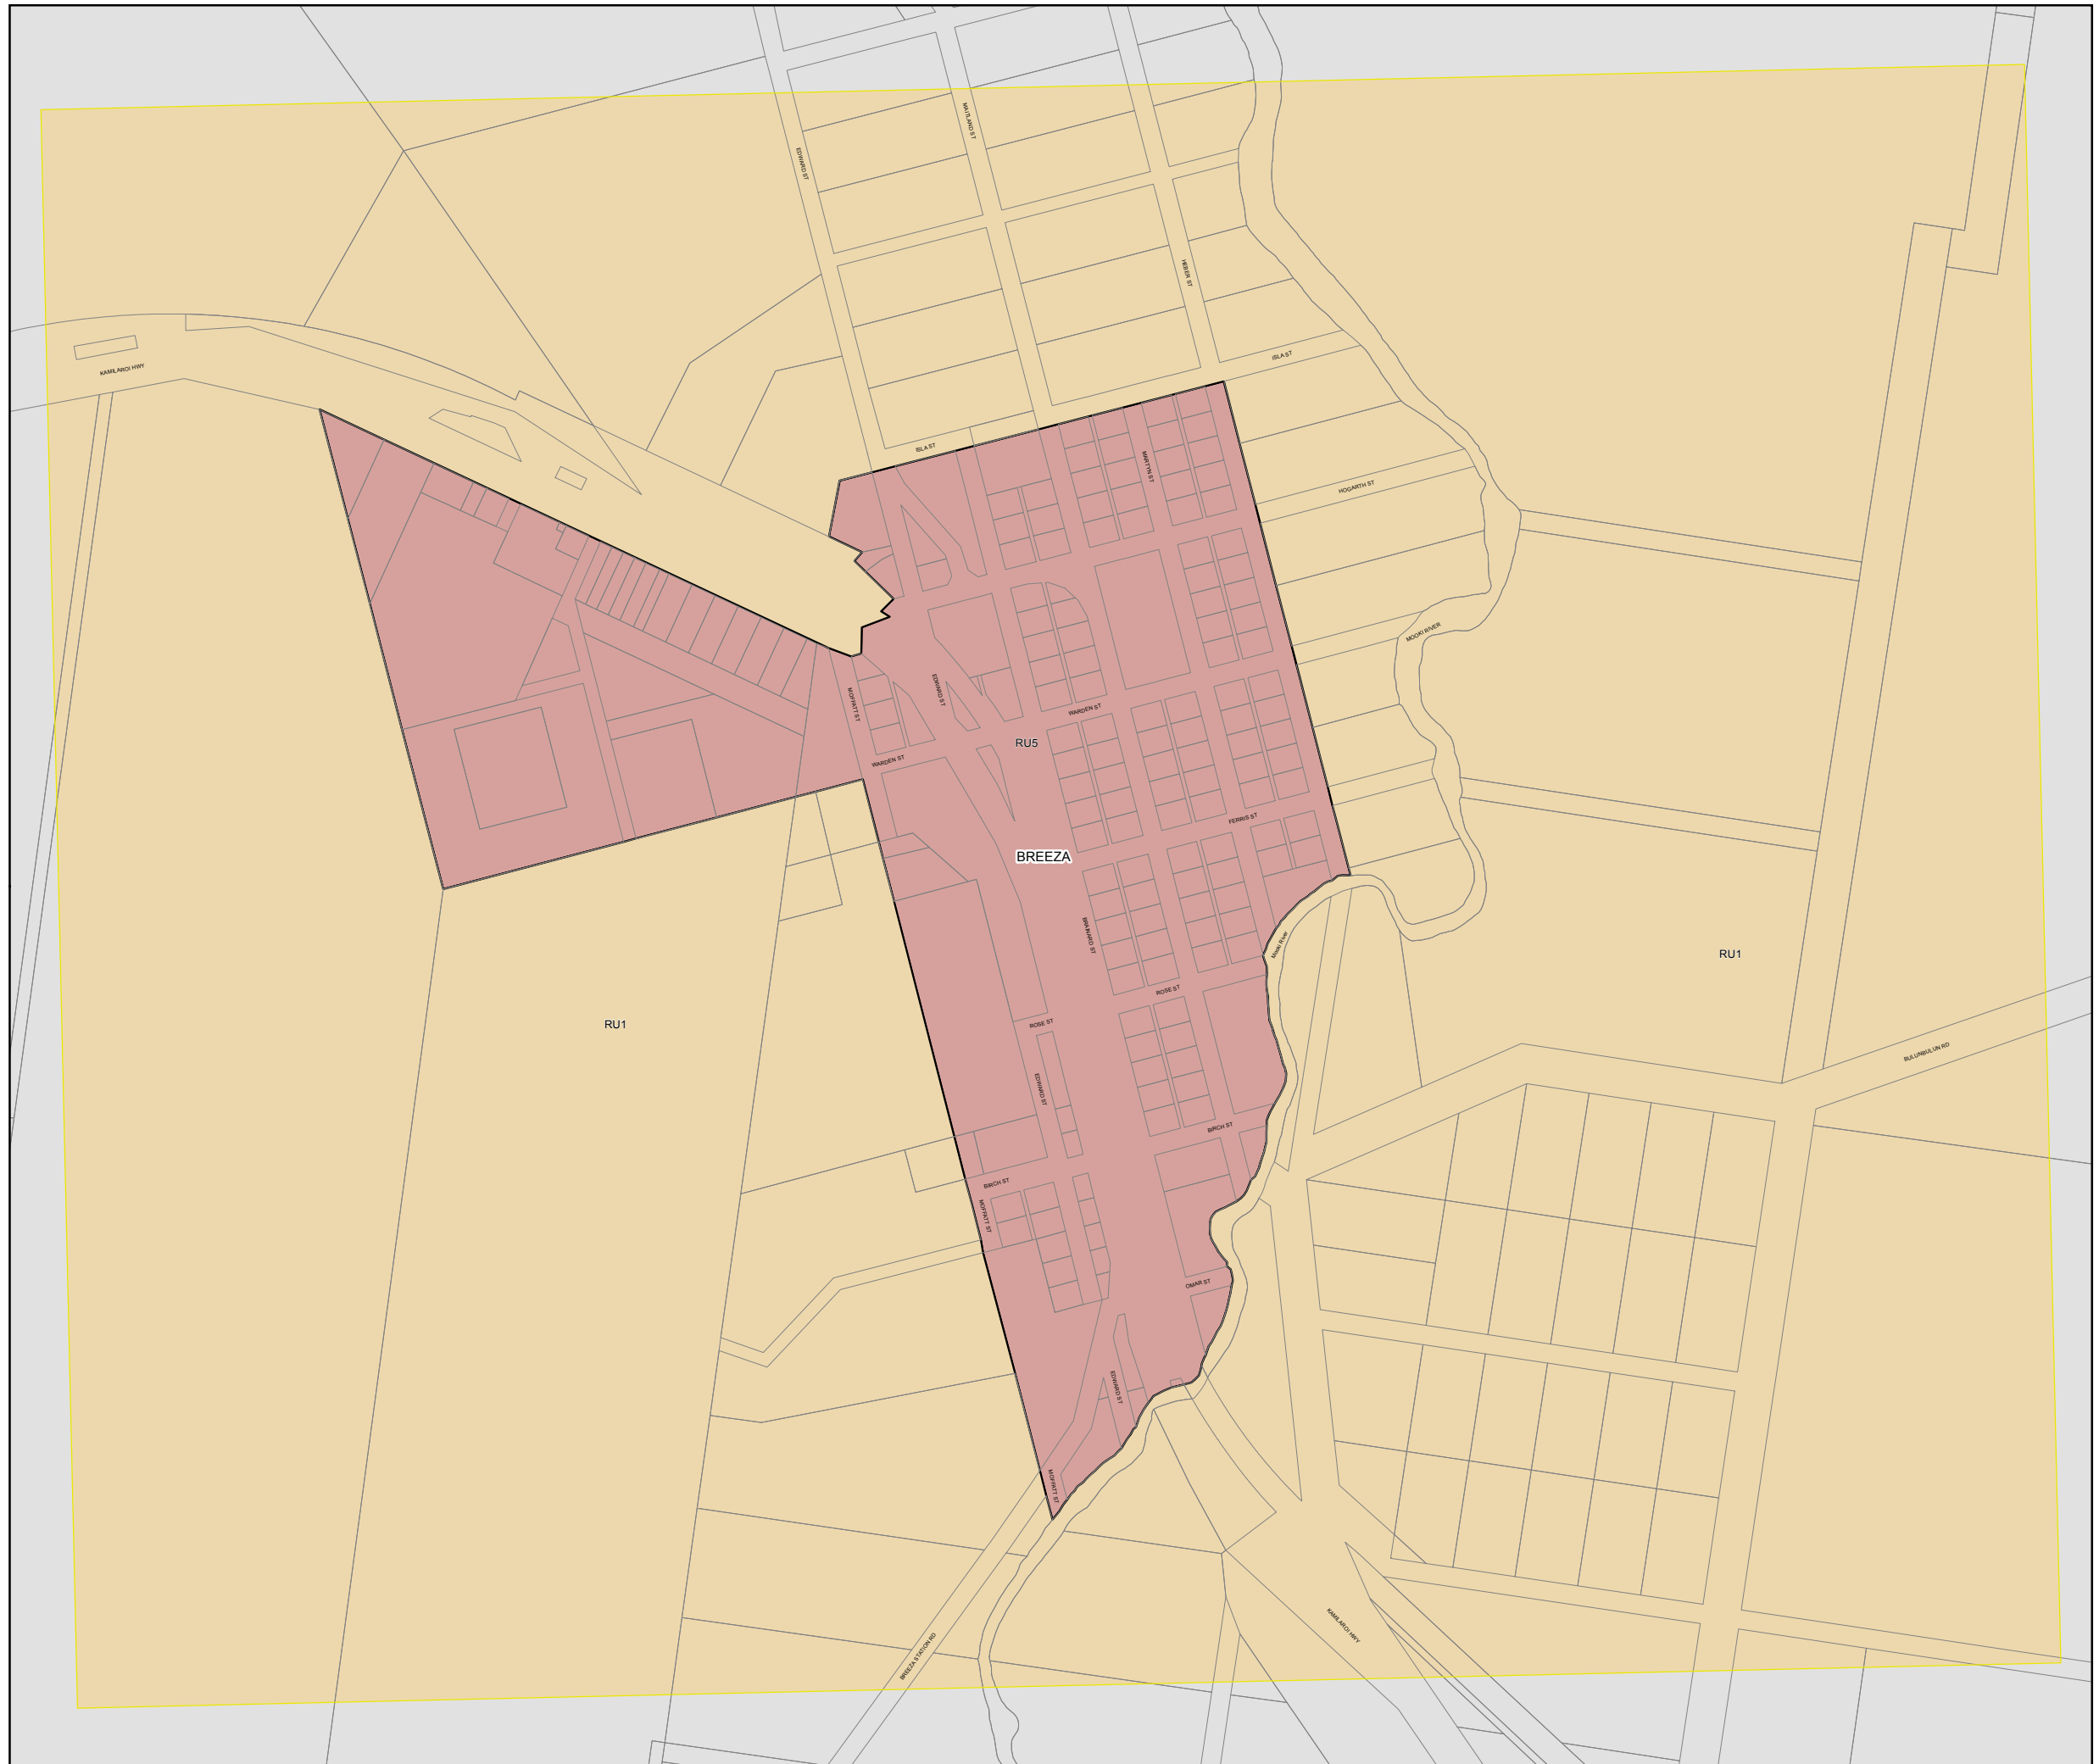 MAITLAND ST
EDWARD ST
HEBER ST
ISLA ST
KAMILAROI HWY
ISLA ST
MARTYN ST
HOGARTH ST
MOOKI RIVER
MOFFATT ST
EDWARD ST
WARDEN ST
RU5
WARDEN ST
FERRIS ST
BREEZA
BRAINARD ST
Mooki River
RU1
ROSE ST
RU1
ROSE ST
BULUNBULUN RD
EDWARD ST
BIRCH ST
BIRCH ST
MOFFATT ST
OMAR ST
EDWARD ST
MOFFATT ST
KAMILAROI HWY
BREEZA STATION RD